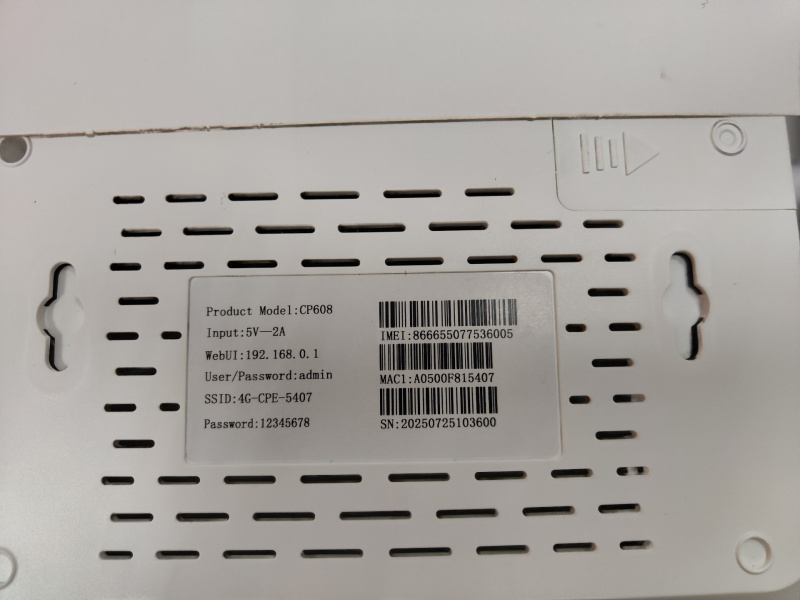 Product Model:CP608
Input:5V—2A
WebUI:192.168.0.1
User/Password:admin
SSID:4G-CPE-5407
Password:12345678
IMEI:866655077536005
MAC1:A0500F815407
SN:20250725103600